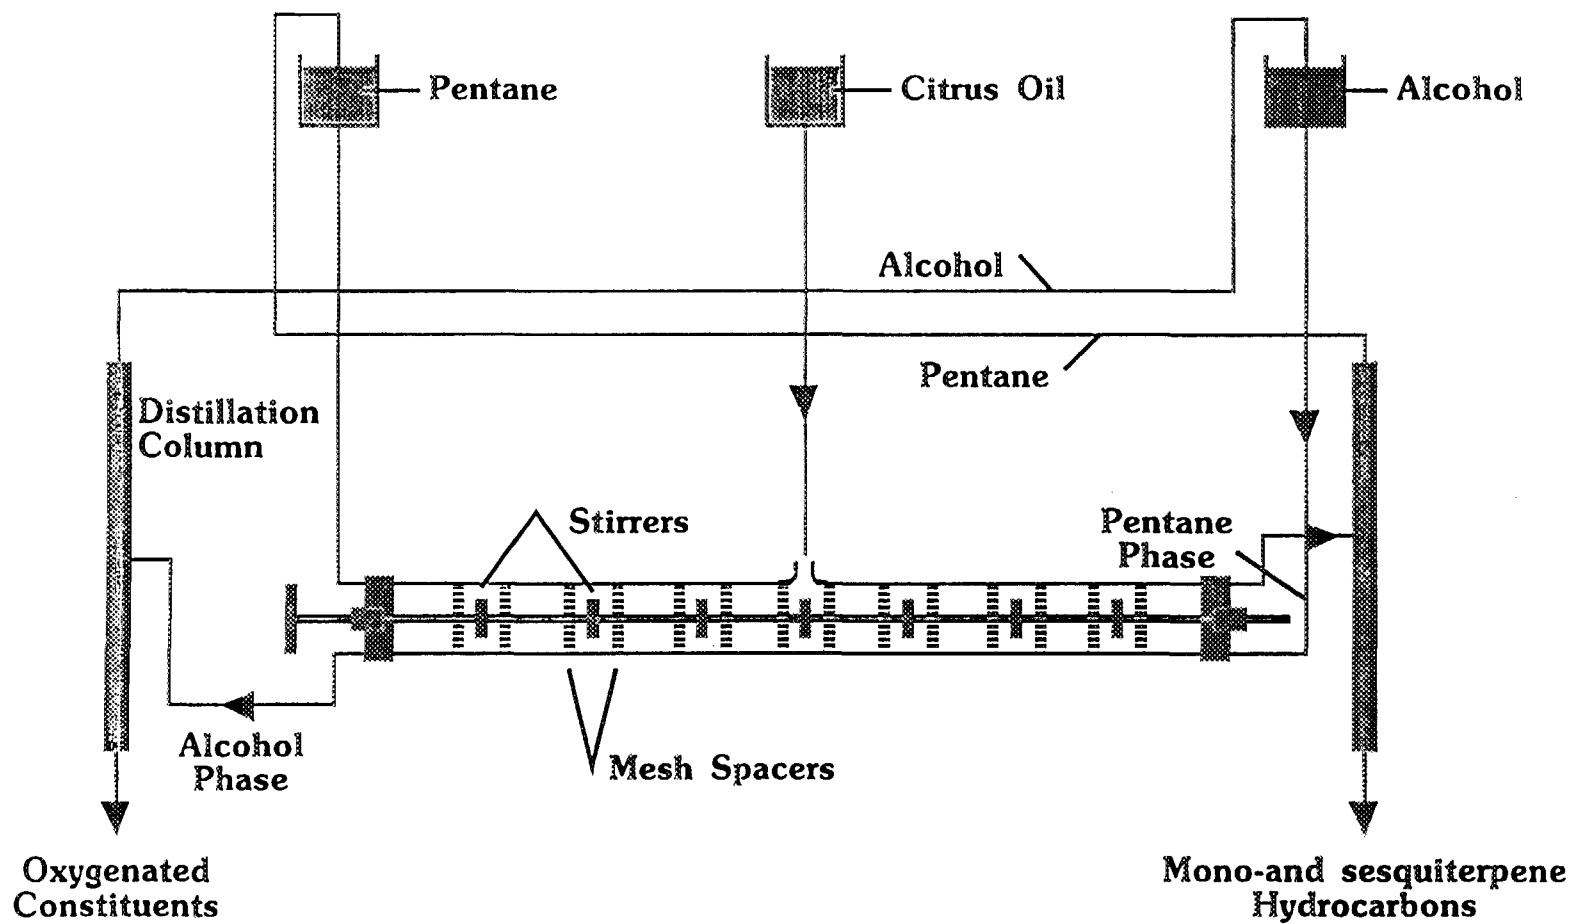 Pentane
Citrus Oil
Alcohol
Alcohol
Pentane
Distillation
Column
Stirrers
Pentane
Phase
Alcohol
Phase
Mesh Spacers
Oxygenated
Constituents
Mono-and sesquiterpene
Hydrocarbons